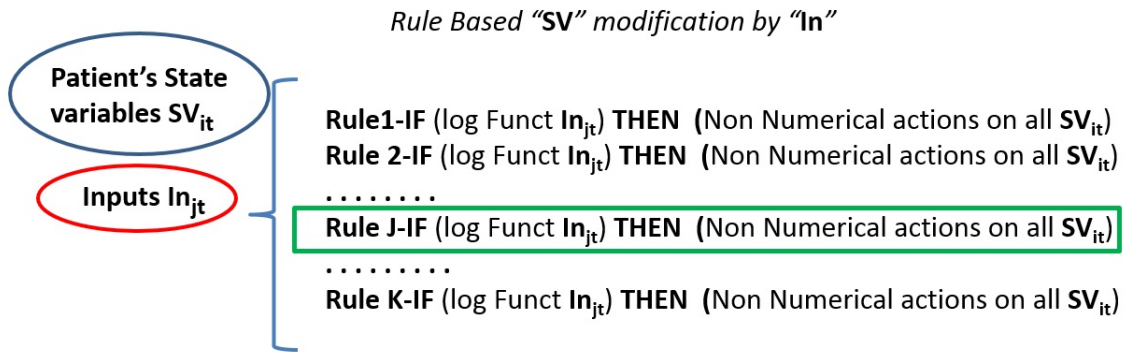 Rule Based “SV” modification by “In”
Patient’s State
variables SVit
Inputs Injt
Rule1-IF (log Funct Injt) THEN (Non Numerical actions on all SVit)
Rule 2-IF (log Funct Injt) THEN (Non Numerical actions on all SVit)
. . . . . . . .
Rule J-IF (log Funct Injt) THEN (Non Numerical actions on all SVit)
. . . . . . . . .
Rule K-IF (log Funct Injt) THEN (Non Numerical actions on all SVit)